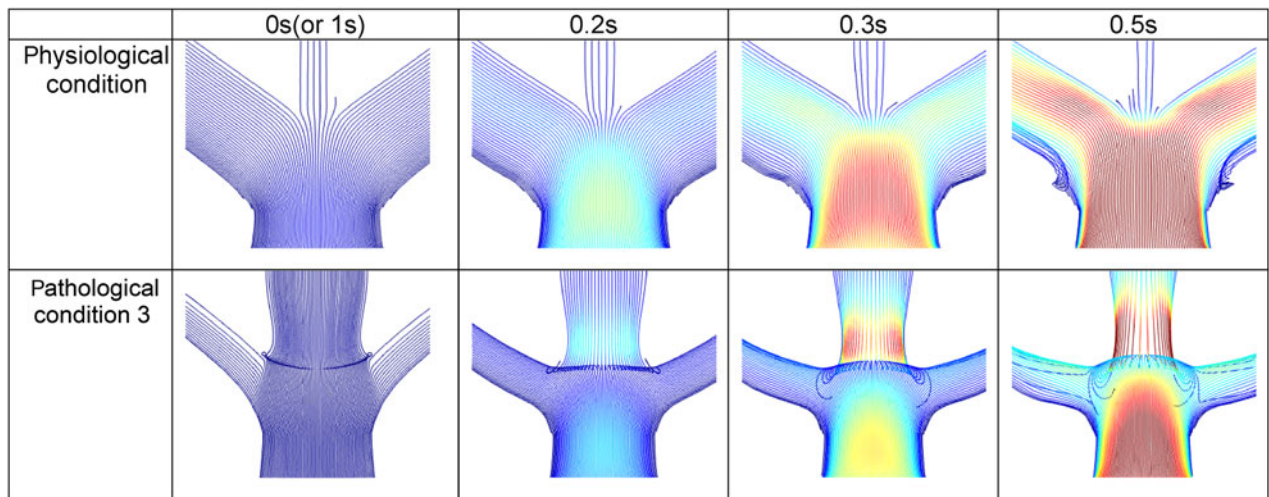 0s(or 1s)
0.2s
0.3s
0.5s
Physiological
condition
Pathological
condition 3